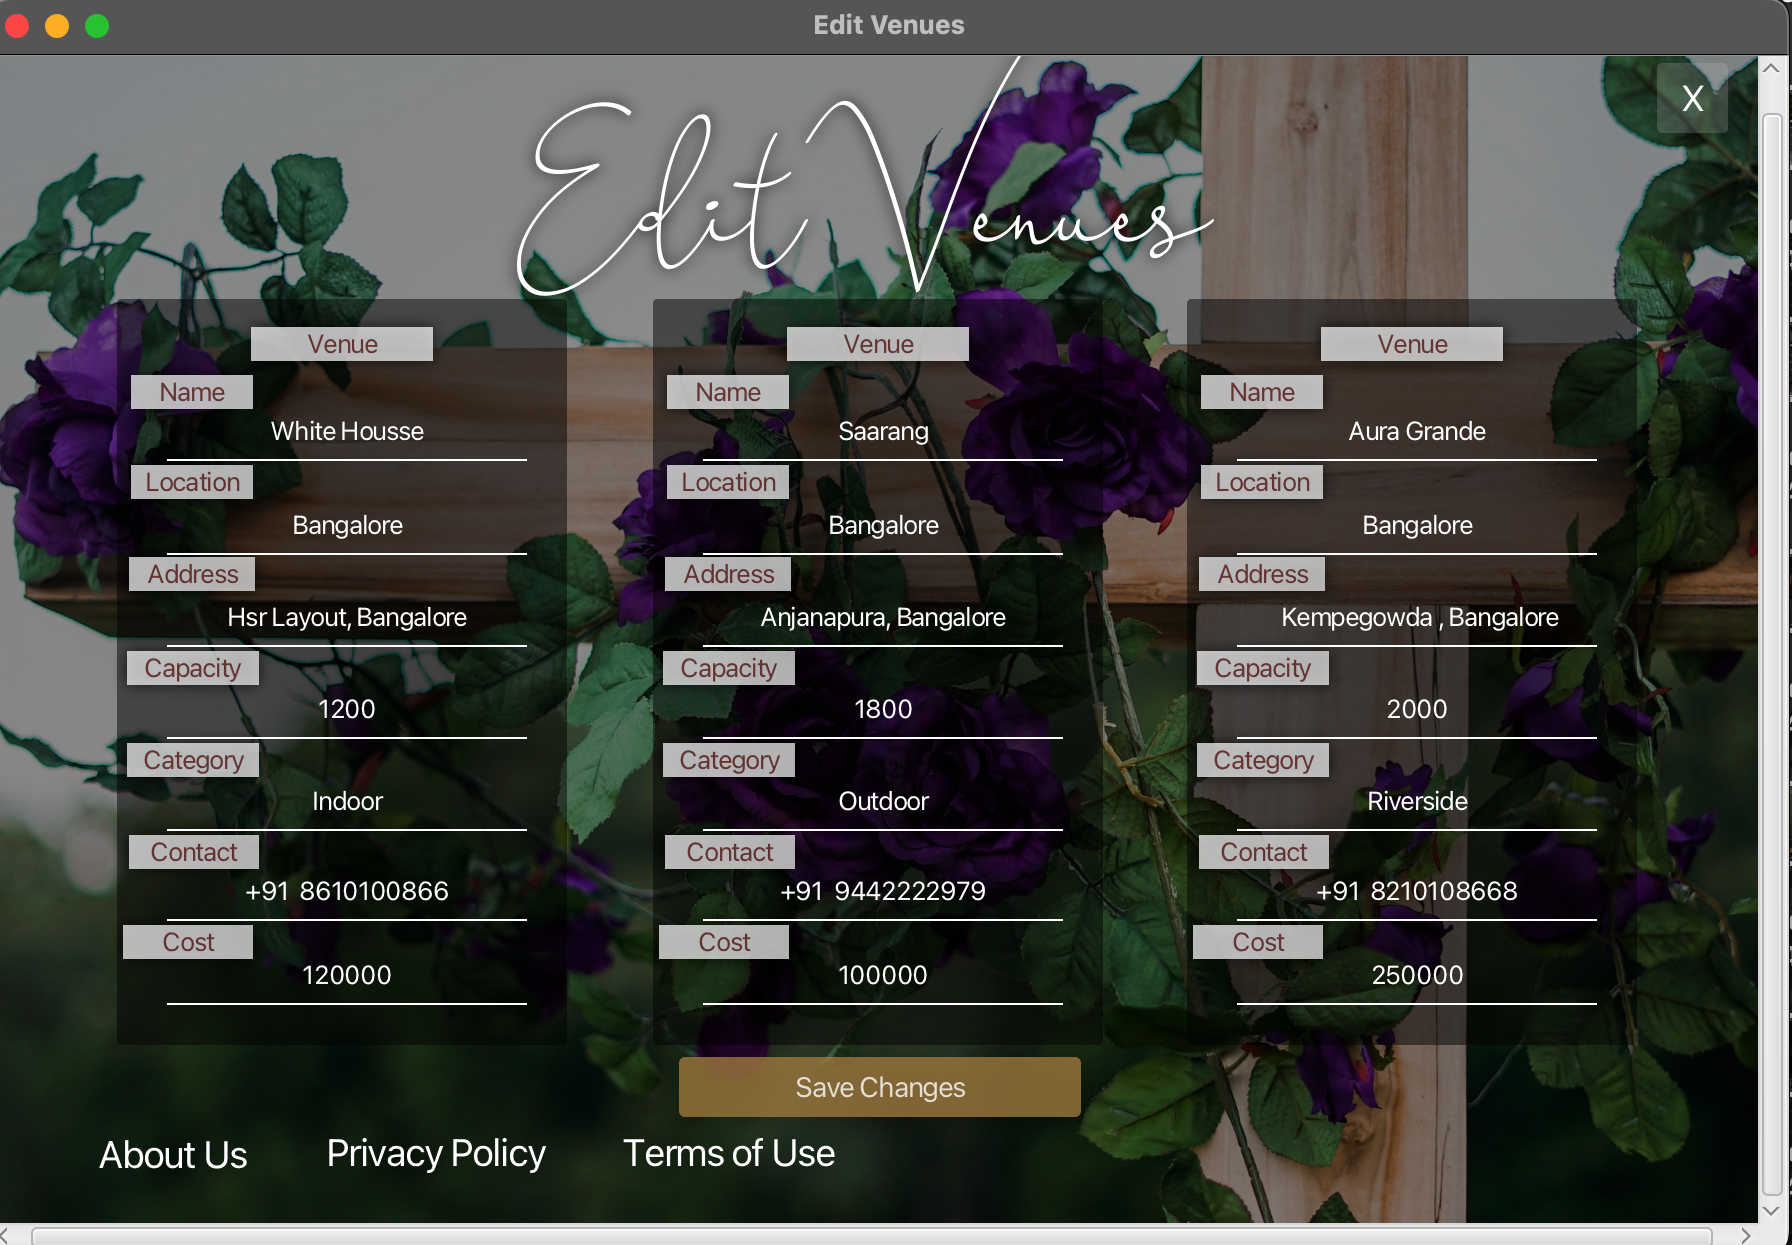 Edit Venues
X
Edit Venues
Venue
Name
White Housse
Location
Bangalore
Address
Hsr Layout, Bangalore
Capacity
1200
Category
Indoor
Contact
+91 8610100866
Cost
120000
Venue
Name
Saarang
Location
Bangalore
Address
Anjanapura, Bangalore
Capacity
1800
Category
Outdoor
Contact
+91 9442222979
Cost
100000
Venue
Name
Aura Grande
Location
Bangalore
Address
Kempegowda , Bangalore
Capacity
2000
Category
Riverside
Contact
+91 8210108668
Cost
250000
Save Changes
About Us Privacy Policy Terms of Use